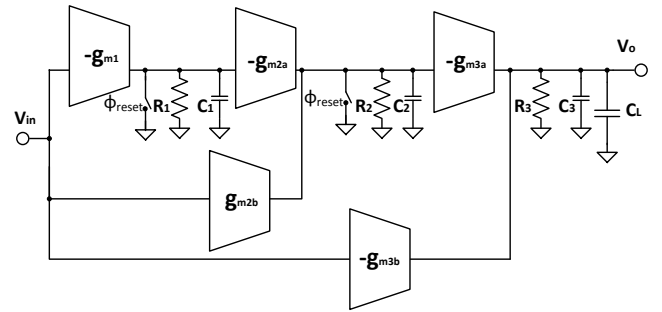 -gm1
-gm2a
-gm3a
Vo
Φreset
R1
C1
Φreset
R2
C2
R3
C3
CL
Vin
gm2b
-gm3b